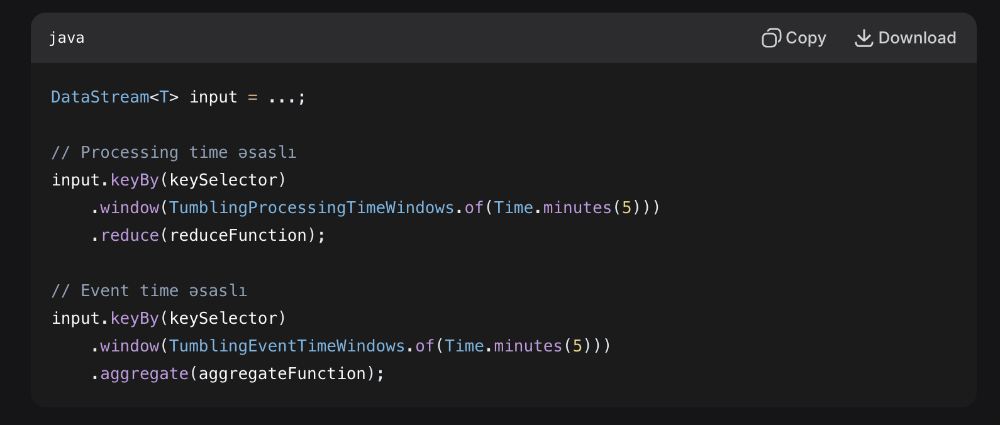 java
Copy
Download
DataStream<T> input = ...;
// Processing time əsaslı
input.keyBy(keySelector)
    .window(TumblingProcessingTimeWindows.of(Time.minutes(5)))
    .reduce(reduceFunction);
// Event time əsaslı
input.keyBy(keySelector)
    .window(TumblingEventTimeWindows.of(Time.minutes(5)))
    .aggregate(aggregateFunction);